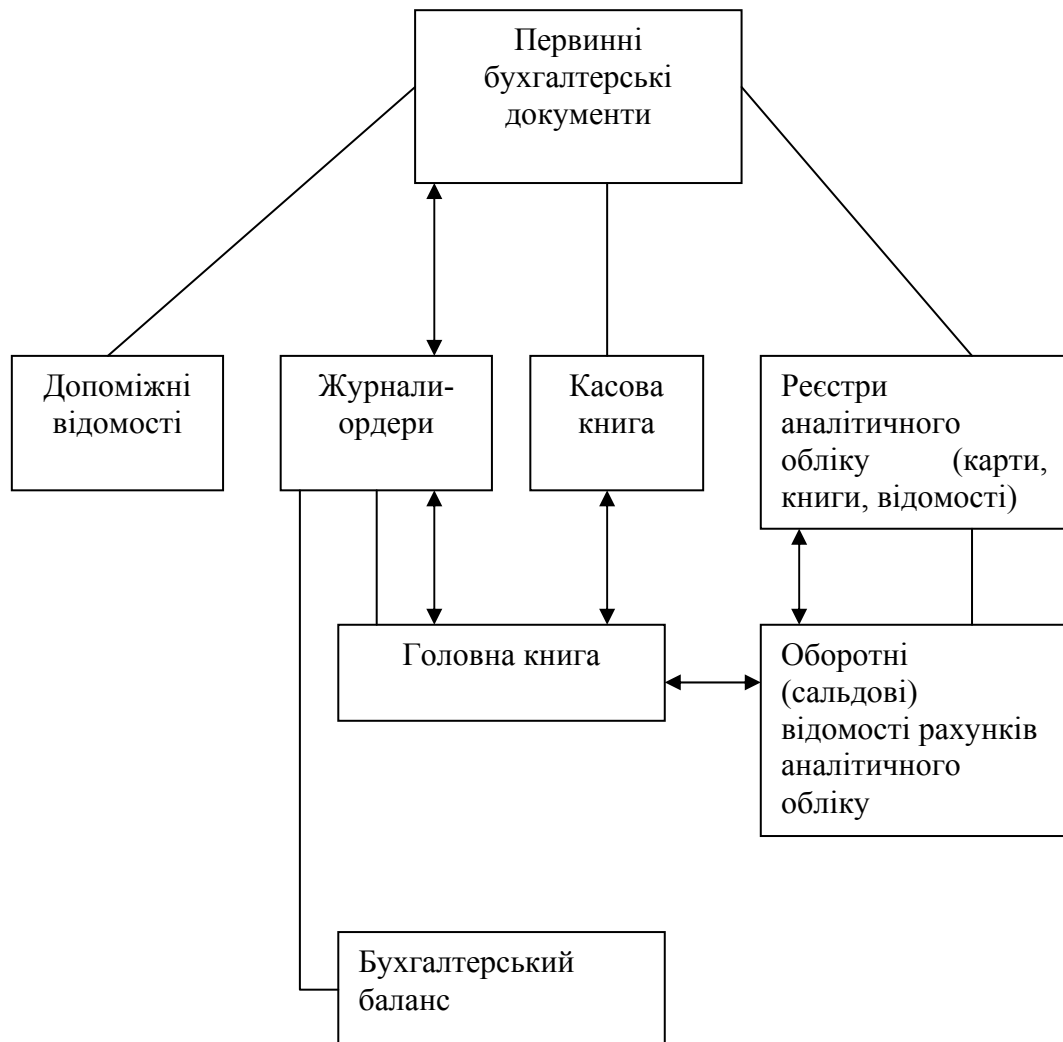 Первинні
бухгалтерські
документи
Допоміжні
відомості
Журнали-
ордери
Касова
книга
Реєстри
аналітичного
обліку (карти,
книги, відомості)
Головна книга
Оборотні
(сальдові)
відомості рахунків
аналітичного
обліку
Бухгалтерський
баланс